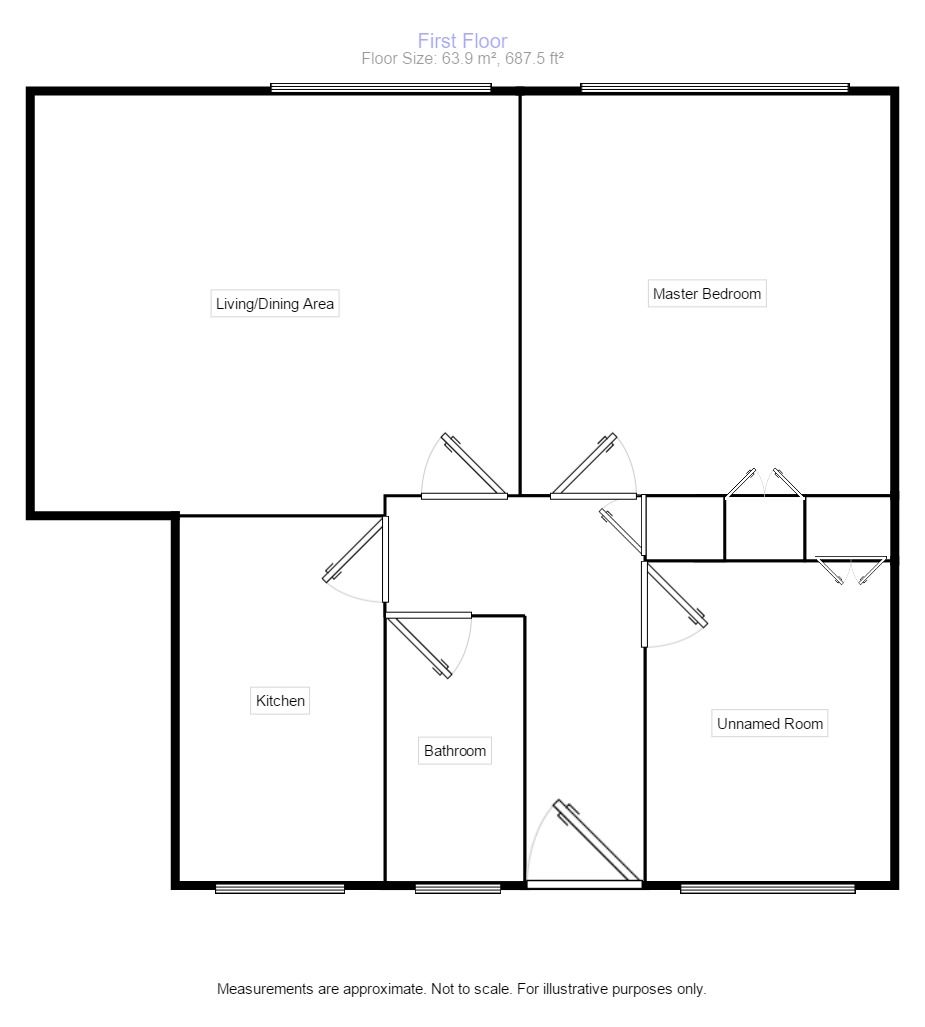 First Floor
Floor Size: 63.9 m², 687.5 ft²
Living/Dining Area
Master Bedroom
Kitchen
Bathroom
Unnamed Room
Measurements are approximate. Not to scale. For illustrative purposes only.